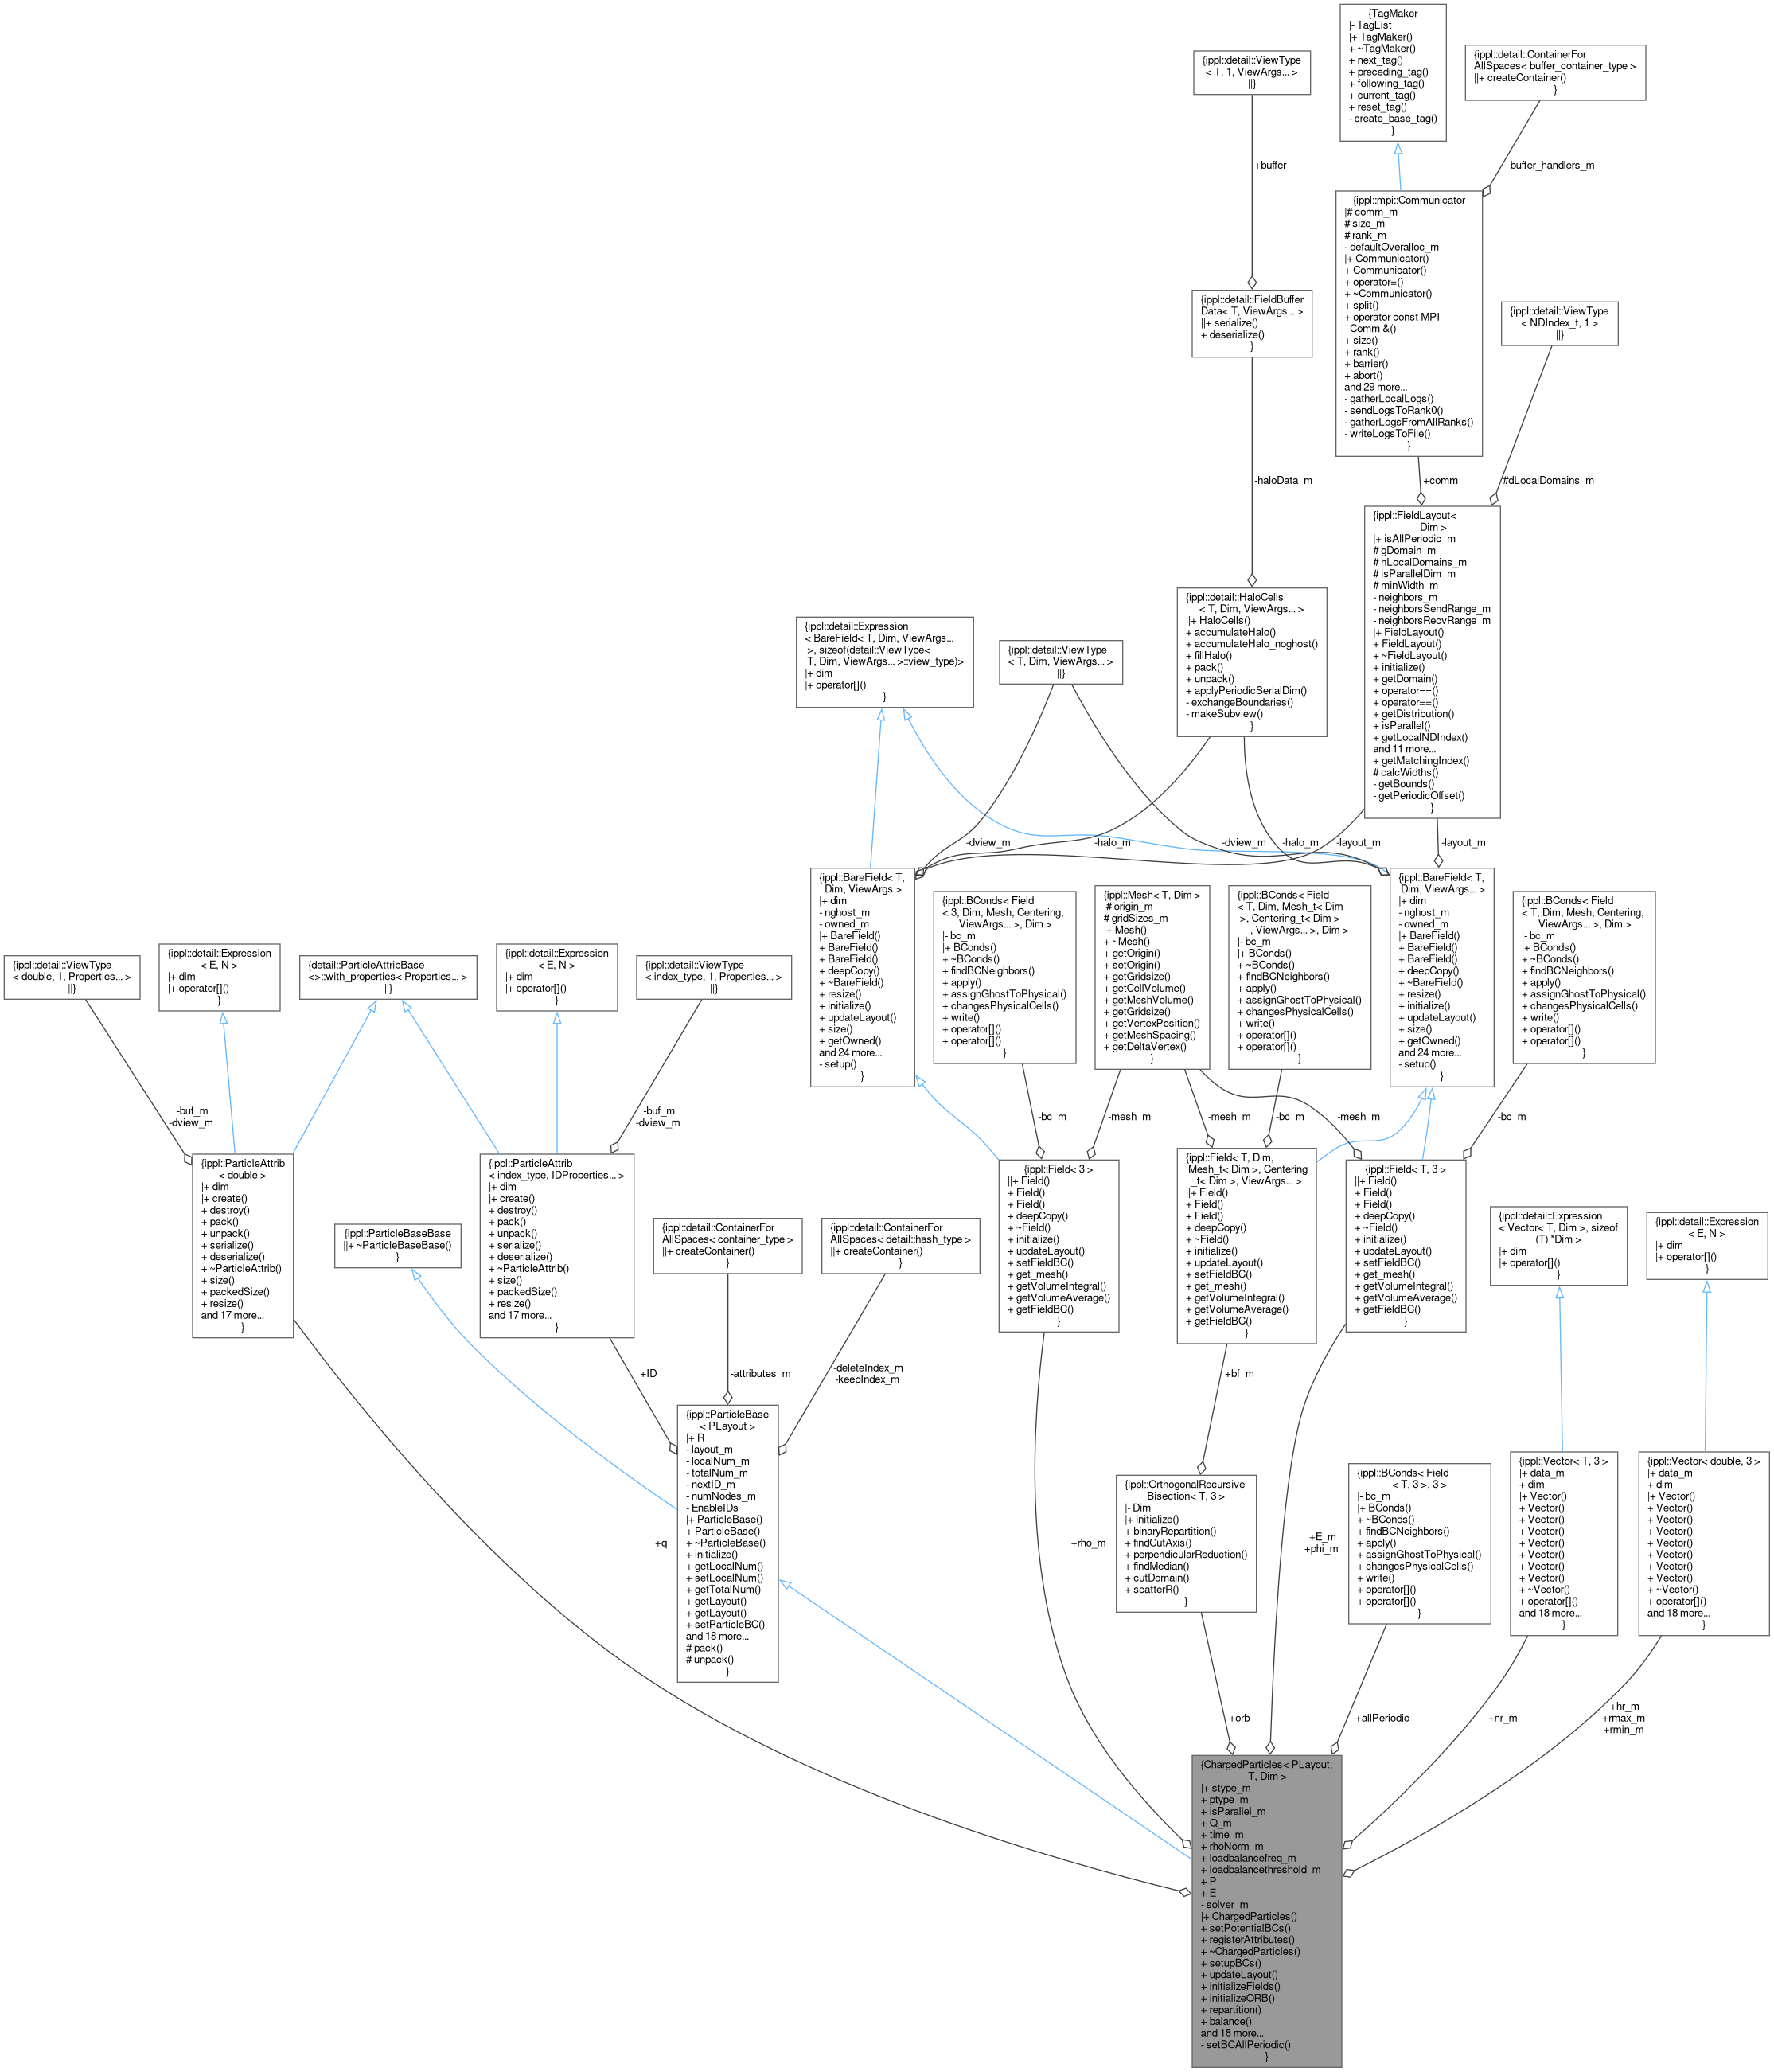 {TagMaker
|- TagList
|+ TagMaker()
+ ~TagMaker()
+ next_tag()
+ preceding_tag()
+ following_tag()
+ current_tag()
+ reset_tag()
- create_base_tag()
}
{ippl::detail::ViewType
< T, 1, ViewArgs... >
||}
{ippl::detail::ContainerFor
AllSpaces< buffer_container_type >
||+ createContainer()
}
+buffer
-buffer_handlers_m
{ippl::mpi::Communicator
|# comm_m
# size_m
# rank_m
- defaultOveralloc_m
|+ Communicator()
+ Communicator()
+ operator=()
+ ~Communicator()
+ split()
+ operator const MPI
_Comm &()
+ size()
+ rank()
+ barrier()
+ abort()
and 29 more...
- gatherLocalLogs()
- sendLogsToRank0()
- gatherLogsFromAllRanks()
- writeLogsToFile()
}
{ippl::detail::FieldBuffer
Data< T, ViewArgs... >
||+ serialize()
+ deserialize()
}
{ippl::detail::ViewType
< NDIndex_t, 1 >
||}
-haloData_m
+comm
#dLocalDomains_m
{ippl::FieldLayout<
Dim >
|+ isAllPeriodic_m
# gDomain_m
# hLocalDomains_m
# isParallelDim_m
# minWidth_m
- neighbors_m
- neighborsSendRange_m
- neighborsRecvRange_m
|+ FieldLayout()
+ FieldLayout()
+ ~FieldLayout()
+ initialize()
+ getDomain()
+ operator==()
+ operator==()
+ getDistribution()
+ isParallel()
+ getLocalNDIndex()
and 11 more...
+ getMatchingIndex()
# calcWidths()
- getBounds()
- getPeriodicOffset()
}
{ippl::detail::HaloCells
< T, Dim, ViewArgs... >
||+ HaloCells()
+ accumulateHalo()
+ accumulateHalo_noghost()
+ fillHalo()
+ pack()
+ unpack()
+ applyPeriodicSerialDim()
- exchangeBoundaries()
- makeSubview()
}
{ippl::detail::Expression
< BareField< T, Dim, ViewArgs...
>, sizeof(detail::ViewType<
T, Dim, ViewArgs... >::view_type)>
|+ dim
|+ operator[]()
}
{ippl::detail::ViewType
< T, Dim, ViewArgs... >
||}
-dview_m
-halo_m
-dview_m
-halo_m
-layout_m
-layout_m
{ippl::BareField< T,
Dim, ViewArgs >
|+ dim
- nghost_m
- owned_m
|+ BareField()
+ BareField()
+ BareField()
+ deepCopy()
+ ~BareField()
+ resize()
+ initialize()
+ updateLayout()
+ size()
+ getOwned()
and 24 more...
- setup()
}
{ippl::BConds< Field
< 3, Dim, Mesh, Centering,
ViewArgs... >, Dim >
|- bc_m
|+ BConds()
+ ~BConds()
+ findBCNeighbors()
+ apply()
+ assignGhostToPhysical()
+ changesPhysicalCells()
+ write()
+ operator[]()
+ operator[]()
}
{ippl::Mesh< T, Dim >
|# origin_m
# gridSizes_m
|+ Mesh()
+ ~Mesh()
+ getOrigin()
+ setOrigin()
+ getGridsize()
+ getCellVolume()
+ getMeshVolume()
+ getGridsize()
+ getVertexPosition()
+ getMeshSpacing()
+ getDeltaVertex()
}
{ippl::BConds< Field
< T, Dim, Mesh_t< Dim
>, Centering_t< Dim >
, ViewArgs... >, Dim >
|- bc_m
|+ BConds()
+ ~BConds()
+ findBCNeighbors()
+ apply()
+ assignGhostToPhysical()
+ changesPhysicalCells()
+ write()
+ operator[]()
+ operator[]()
}
{ippl::BareField< T,
Dim, ViewArgs... >
|+ dim
- nghost_m
- owned_m
|+ BareField()
+ BareField()
+ BareField()
+ deepCopy()
+ ~BareField()
+ resize()
+ initialize()
+ updateLayout()
+ size()
+ getOwned()
and 24 more...
- setup()
}
{ippl::BConds< Field
< T, Dim, Mesh, Centering,
ViewArgs... >, Dim >
|- bc_m
|+ BConds()
+ ~BConds()
+ findBCNeighbors()
+ apply()
+ assignGhostToPhysical()
+ changesPhysicalCells()
+ write()
+ operator[]()
+ operator[]()
}
{ippl::detail::ViewType
< double, 1, Properties... >
||}
{ippl::detail::Expression
< E, N >
|+ dim
|+ operator[]()
}
{detail::ParticleAttribBase
<>::with_properties< Properties... >
||}
{ippl::detail::Expression
< E, N >
|+ dim
|+ operator[]()
}
{ippl::detail::ViewType
< index_type, 1, Properties... >
||}
-buf_m
-dview_m
-buf_m
-dview_m
-bc_m
-mesh_m
-mesh_m
-bc_m
-mesh_m
-bc_m
{ippl::ParticleAttrib
< double >
|+ dim
|+ create()
+ destroy()
+ pack()
+ unpack()
+ serialize()
+ deserialize()
+ ~ParticleAttrib()
+ size()
+ packedSize()
+ resize()
and 17 more...
}
{ippl::ParticleBaseBase
||+ ~ParticleBaseBase()
}
{ippl::ParticleAttrib
< index_type, IDProperties... >
|+ dim
|+ create()
+ destroy()
+ pack()
+ unpack()
+ serialize()
+ deserialize()
+ ~ParticleAttrib()
+ size()
+ packedSize()
+ resize()
and 17 more...
}
{ippl::detail::ContainerFor
AllSpaces< container_type >
||+ createContainer()
}
{ippl::detail::ContainerFor
AllSpaces< detail::hash_type >
||+ createContainer()
}
{ippl::Field< 3 >
||+ Field()
+ Field()
+ Field()
+ deepCopy()
+ ~Field()
+ initialize()
+ updateLayout()
+ setFieldBC()
+ get_mesh()
+ getVolumeIntegral()
+ getVolumeAverage()
+ getFieldBC()
}
{ippl::Field< T, Dim,
Mesh_t< Dim >, Centering
_t< Dim >, ViewArgs... >
||+ Field()
+ Field()
+ Field()
+ deepCopy()
+ ~Field()
+ initialize()
+ updateLayout()
+ setFieldBC()
+ get_mesh()
+ getVolumeIntegral()
+ getVolumeAverage()
+ getFieldBC()
}
{ippl::Field< T, 3 >
||+ Field()
+ Field()
+ Field()
+ deepCopy()
+ ~Field()
+ initialize()
+ updateLayout()
+ setFieldBC()
+ get_mesh()
+ getVolumeIntegral()
+ getVolumeAverage()
+ getFieldBC()
}
{ippl::detail::Expression
< Vector< T, Dim >, sizeof
(T) *Dim >
|+ dim
|+ operator[]()
}
{ippl::detail::Expression
< E, N >
|+ dim
|+ operator[]()
}
+ID
-attributes_m
-deleteIndex_m
-keepIndex_m
+bf_m
{ippl::ParticleBase
< PLayout >
|+ R
- layout_m
- localNum_m
- totalNum_m
- nextID_m
- numNodes_m
- EnableIDs
|+ ParticleBase()
+ ParticleBase()
+ ~ParticleBase()
+ initialize()
+ getLocalNum()
+ setLocalNum()
+ getTotalNum()
+ getLayout()
+ getLayout()
+ setParticleBC()
and 18 more...
# pack()
# unpack()
}
{ippl::OrthogonalRecursive
Bisection< T, 3 >
|- Dim
|+ initialize()
+ binaryRepartition()
+ findCutAxis()
+ perpendicularReduction()
+ findMedian()
+ cutDomain()
+ scatterR()
}
{ippl::BConds< Field
< T, 3 >, 3 >
|- bc_m
|+ BConds()
+ ~BConds()
+ findBCNeighbors()
+ apply()
+ assignGhostToPhysical()
+ changesPhysicalCells()
+ write()
+ operator[]()
+ operator[]()
}
{ippl::Vector< T, 3 >
|+ data_m
+ dim
|+ Vector()
+ Vector()
+ Vector()
+ Vector()
+ Vector()
+ Vector()
+ Vector()
+ Vector()
+ ~Vector()
+ operator[]()
and 18 more...
}
{ippl::Vector< double, 3 >
|+ data_m
+ dim
|+ Vector()
+ Vector()
+ Vector()
+ Vector()
+ Vector()
+ Vector()
+ Vector()
+ Vector()
+ ~Vector()
+ operator[]()
and 18 more...
}
+q
+rho_m
+E_m
+phi_m
+orb
+allPeriodic
+nr_m
+hr_m
+rmax_m
+rmin_m
{ChargedParticles< PLayout,
T, Dim >
|+ stype_m
+ ptype_m
+ isParallel_m
+ Q_m
+ time_m
+ rhoNorm_m
+ loadbalancefreq_m
+ loadbalancethreshold_m
+ P
+ E
- solver_m
|+ ChargedParticles()
+ setPotentialBCs()
+ registerAttributes()
+ ~ChargedParticles()
+ setupBCs()
+ updateLayout()
+ initializeFields()
+ initializeORB()
+ repartition()
+ balance()
and 18 more...
- setBCAllPeriodic()
}